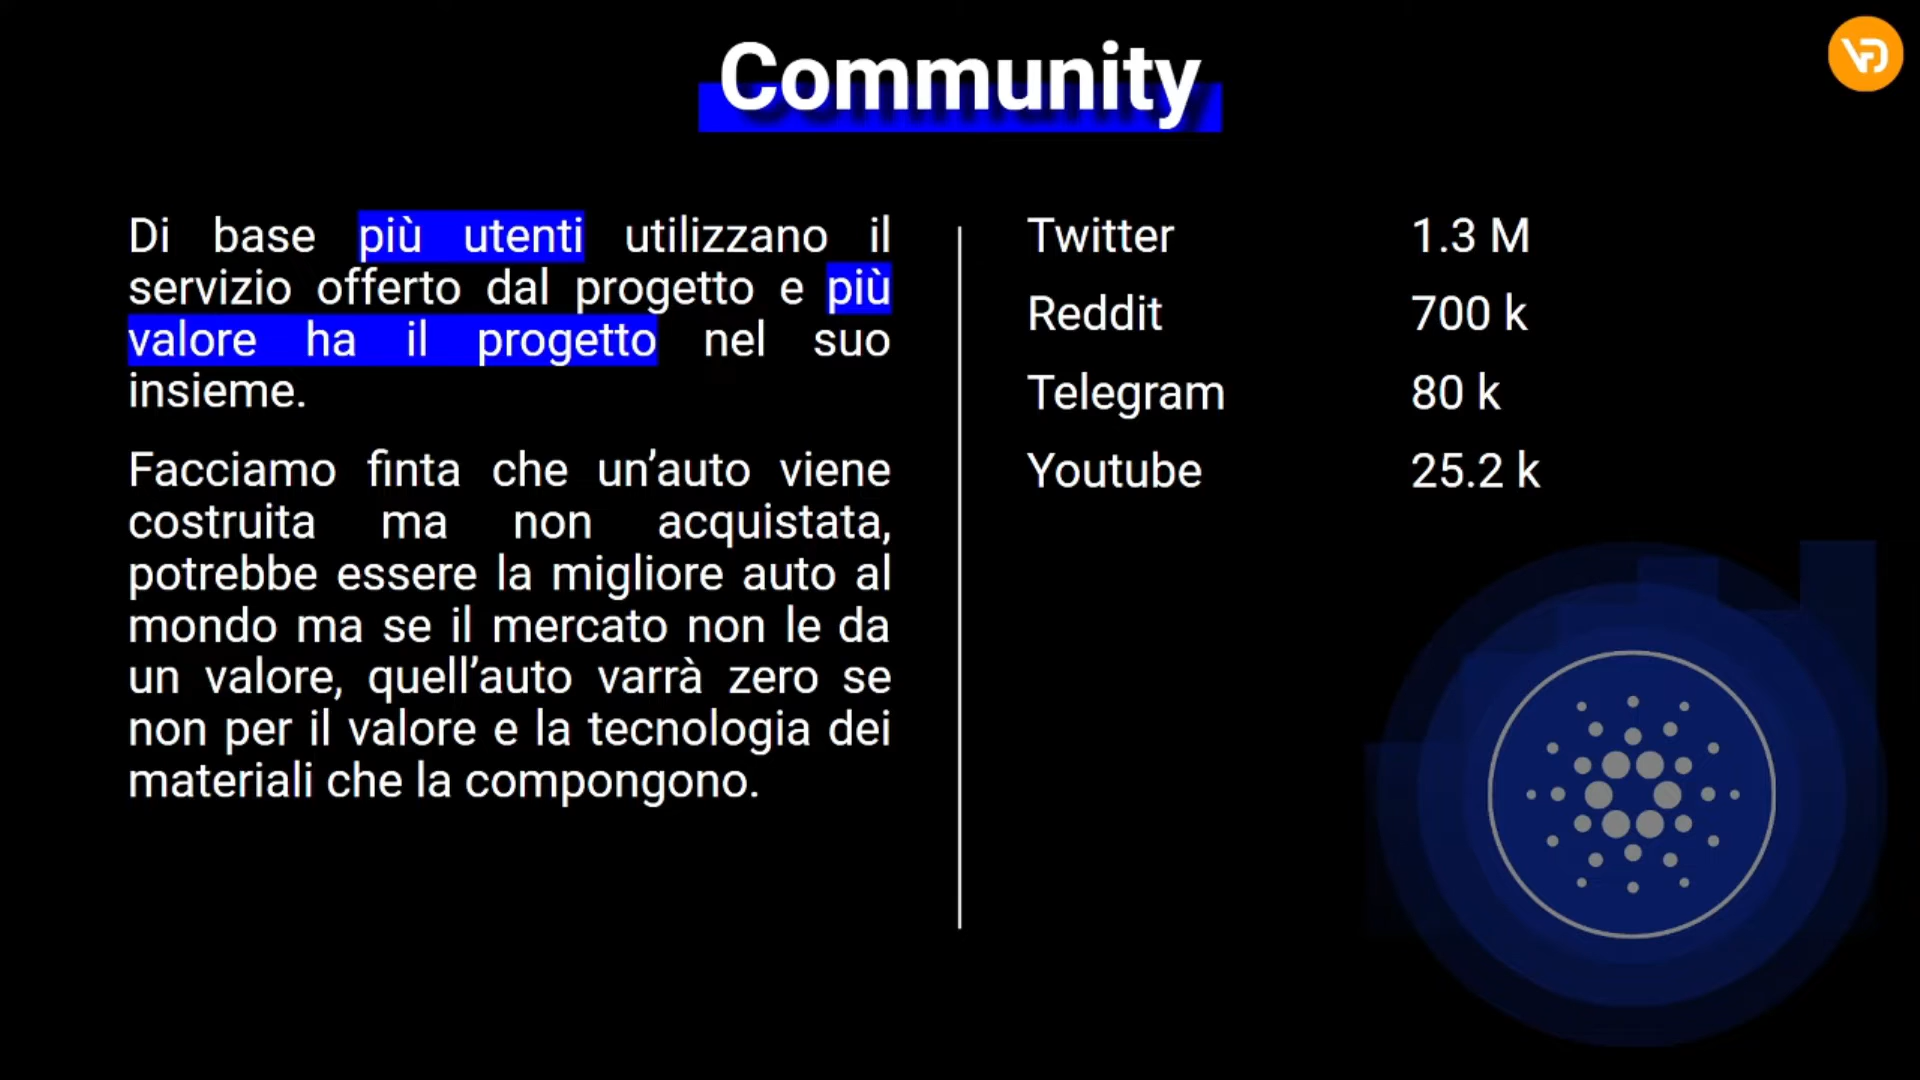 Community
Di base più utenti utilizzano il
servizio offerto dal progetto e più
valore ha il progetto nel suo
insieme.
Facciamo finta che un’auto viene
costruita ma non acquistata,
potrebbe essere la migliore auto al
mondo ma se il mercato non le da
un valore, quell’auto varrà zero se
non per il valore e la tecnologia dei
materiali che la compongono.
Twitter 1.3 M
Reddit 700 k
Telegram 80 k
Youtube 25.2 k